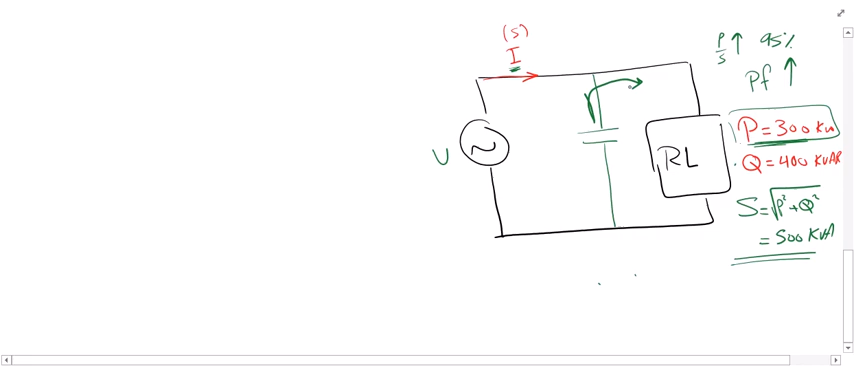 (S)
I
P/S ↑ 95%
Pf ↑
P = 300 kW
Q = 400 KVAR
S = √P² + Q²
= 500 KVA
RL
U